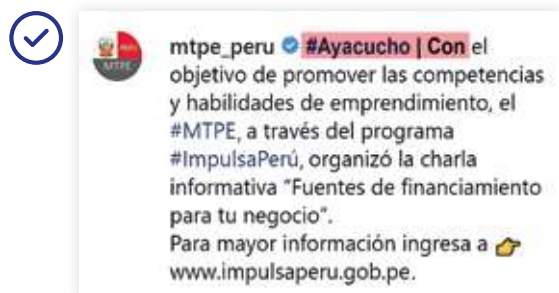 mtpe_peru #Ayacucho | Con el
objetivo de promover las competencias
y habilidades de emprendimiento, el
#MTPE, a través del programa
#ImpulsaPerú, organizó la charla
informativa "Fuentes de financiamiento
para tu negocio".
Para mayor información ingresa a 👉
www.impulsaperu.gob.pe.